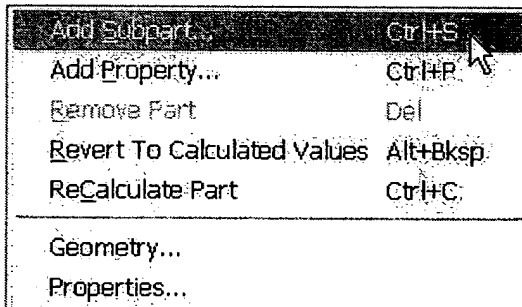 Add Subpart... Ctrl+S
Add Property... Ctrl+P
Remove Part Del
Revert To Calculated Values Alt+Bksp
ReCalculate Part Ctrl+C
Geometry...
Properties...